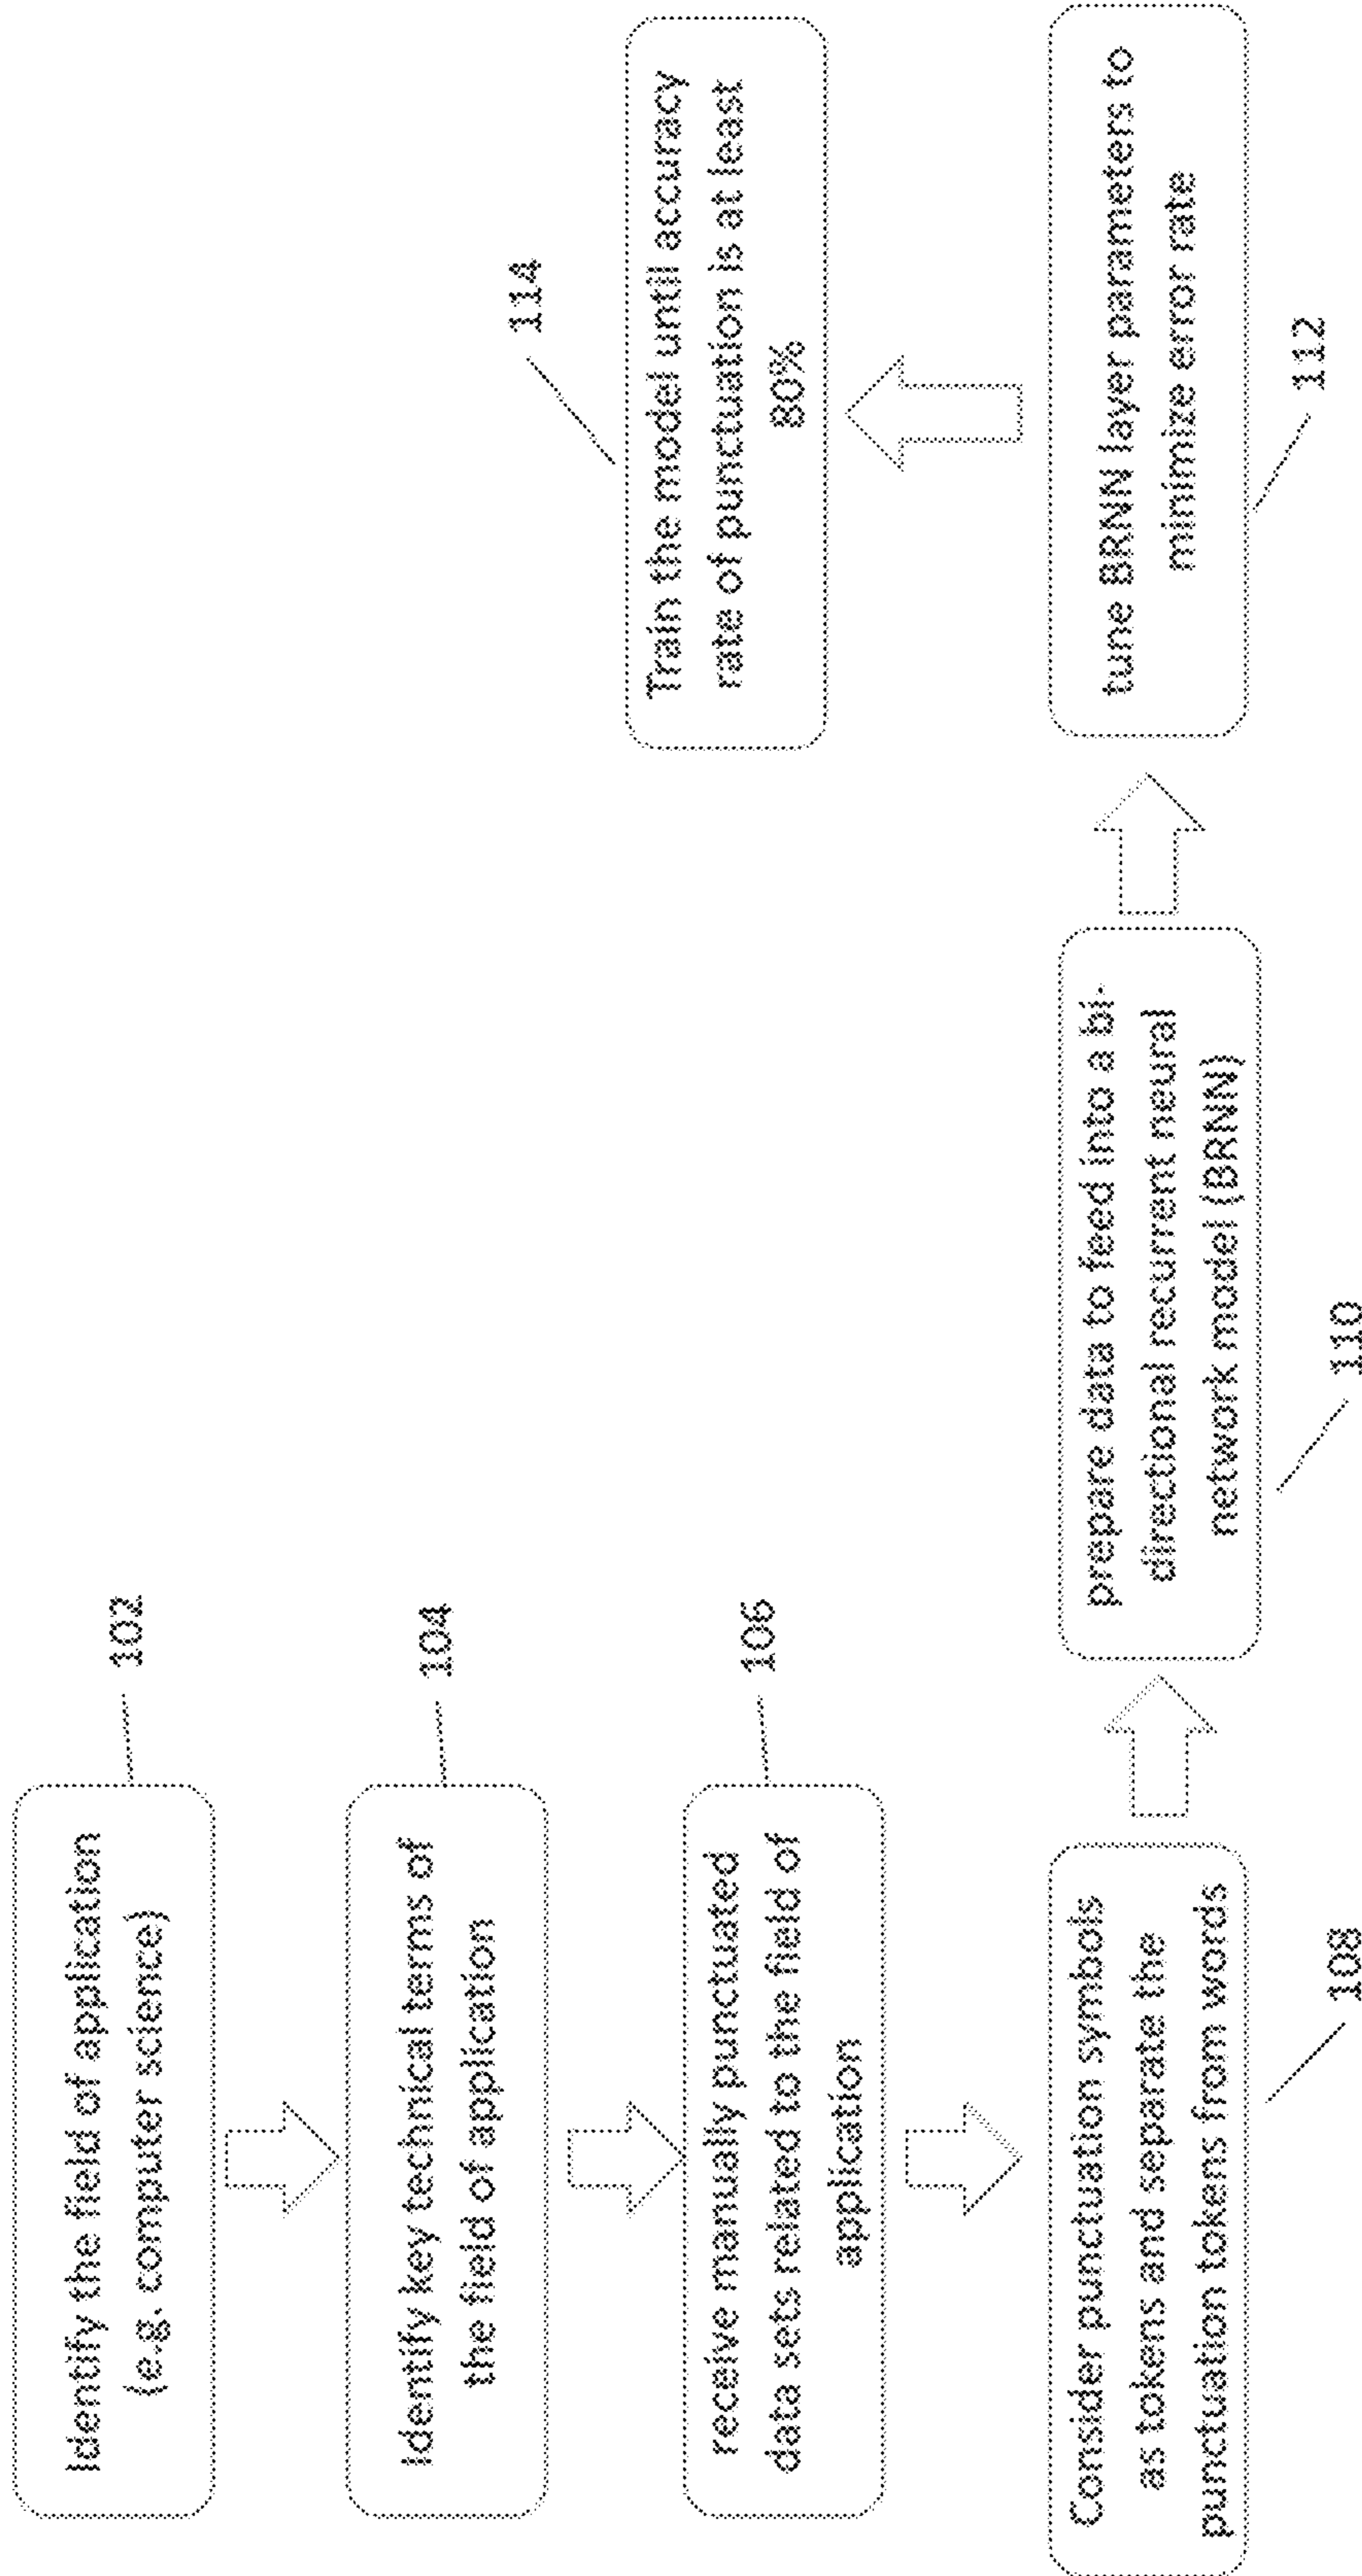 Identify the field of application
(e.g. computer science)
102
Identify key technical terms of
the field of application
104
receive manually punctuated
data sets related to the field of
application
106
Consider punctuation symbols
as tokens and separate the
punctuation tokens from words
108
prepare data to feed into a bi-
directional recurrent neural
network model (BRNN)
110
tune BRNN layer parameters to
minimize error rate
112
Train the model until accuracy
rate of punctuation is at least
80%
114